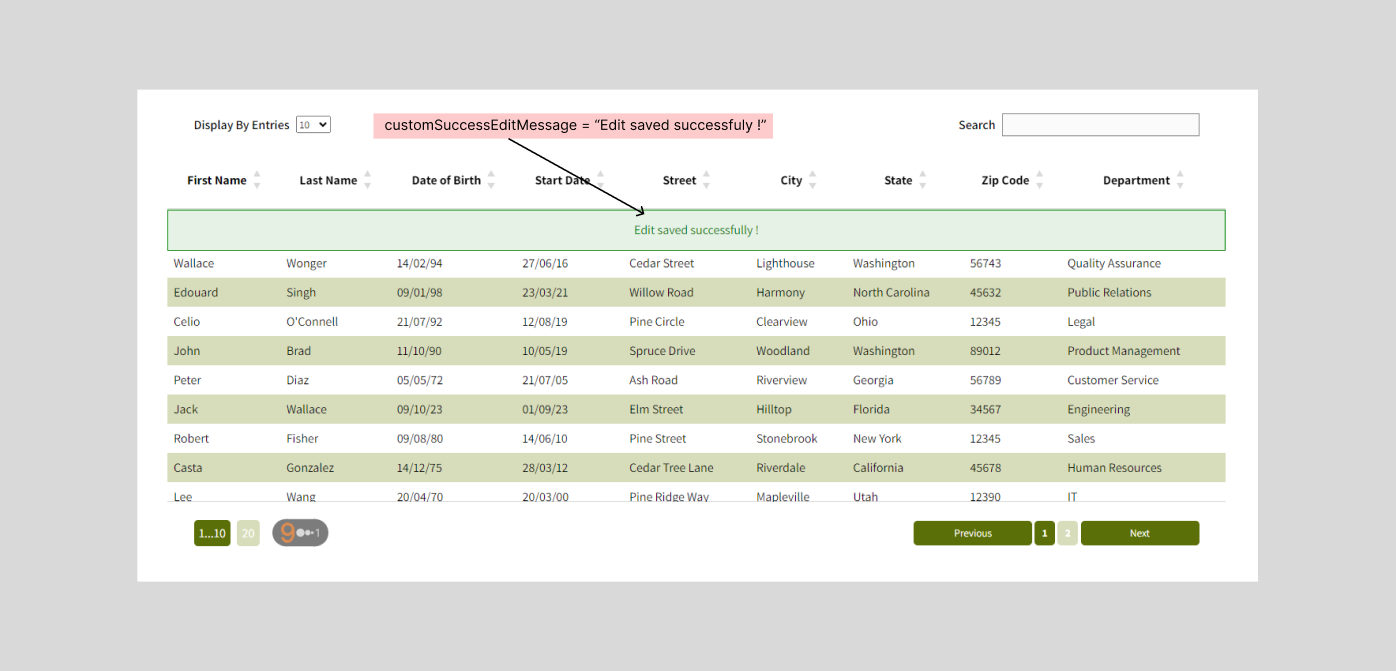 Display By Entries 10 customSuccessEditMessage = “Edit saved successfuly !” Search
First Name Last Name Date of Birth Start Date Street City State Zip Code Department
Edit saved successfully !
Wallace Wonger 14/02/94 27/06/16 Cedar Street Lighthouse Washington 56743 Quality Assurance
Edouard Singh 09/01/98 23/03/21 Willow Road Harmony North Carolina 45632 Public Relations
Celio O'Connell 21/07/92 12/08/19 Pine Circle Clearview Ohio 12345 Legal
John Brad 11/10/90 10/05/19 Spruce Drive Woodland Washington 89012 Product Management
Peter Diaz 05/05/72 21/07/05 Ash Road Riverview Georgia 56789 Customer Service
Jack Wallace 09/10/23 01/09/23 Elm Street Hilltop Florida 34567 Engineering
Robert Fisher 09/08/80 14/06/10 Pine Street Stonebrook New York 12345 Sales
Casta Gonzalez 14/12/75 28/03/12 Cedar Tree Lane Riverdale California 45678 Human Resources
Lee Wang 20/04/70 20/03/00 Pine Ridge Way Mapleville Utah 12390 IT
1...10 20 9 1 Previous 1 2 Next